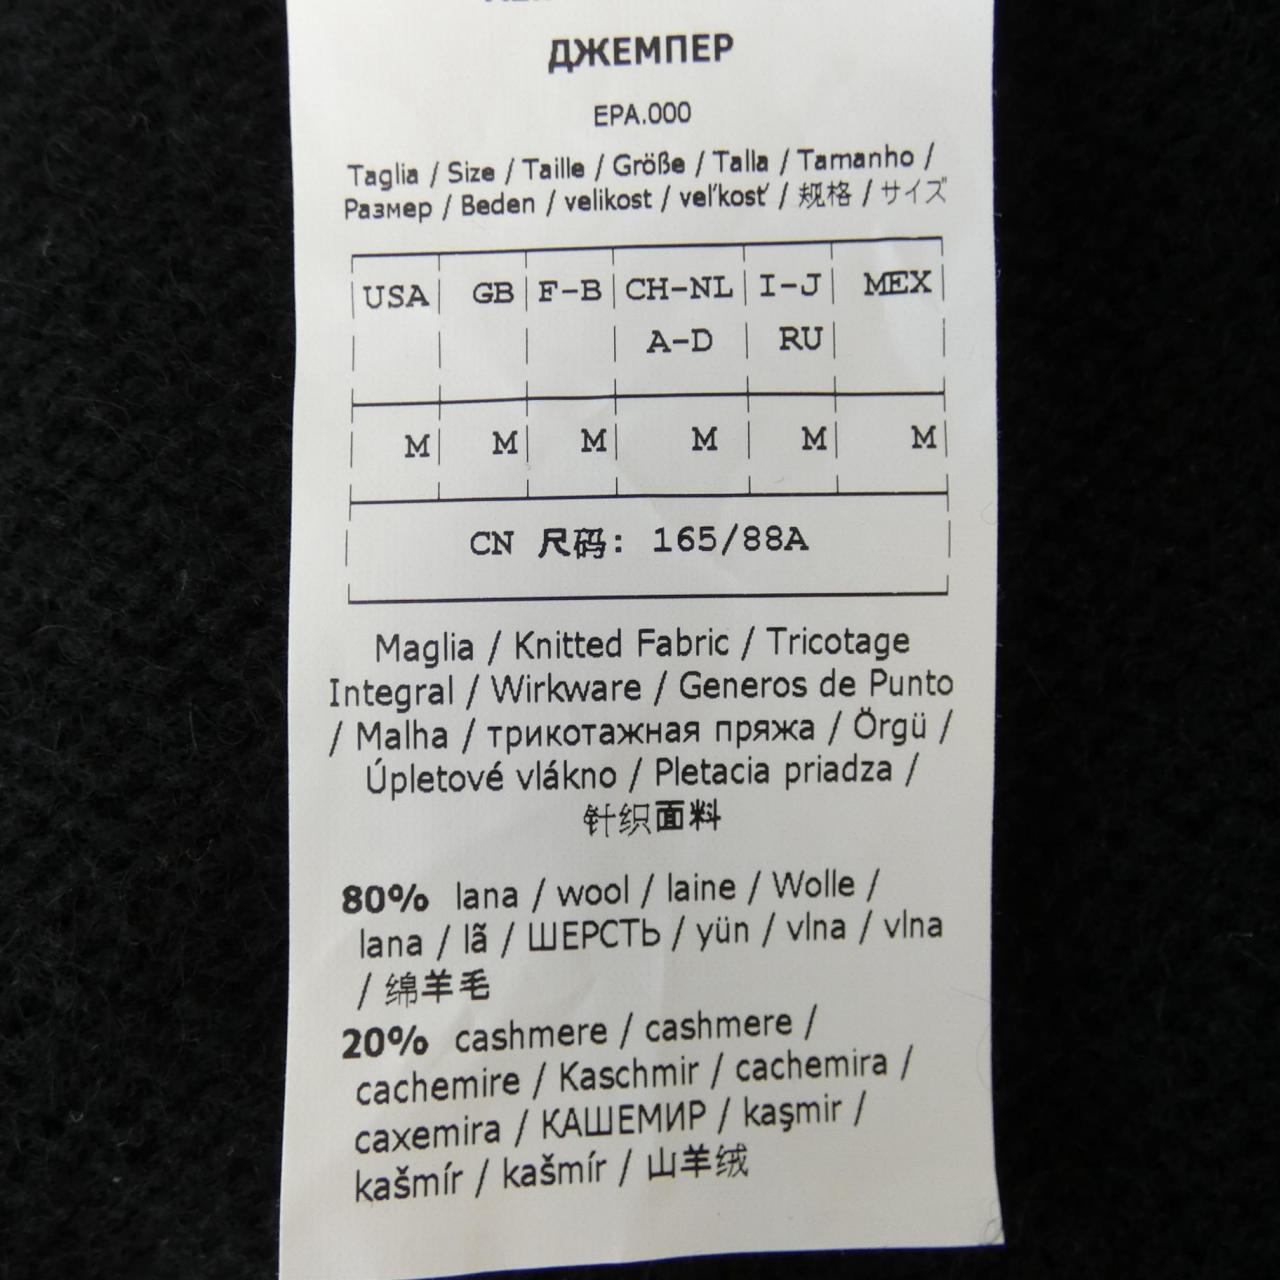 ДЖЕМПЕР
EPA.000
Taglia / Size / Taille / Größe / Talla / Tamanho /
Размер / Beden / velikost / veľkosť / 规格 / サイズ
USA GB F-B CH-NL I-J MEX
A-D RU
M M M M M M
CN 尺码: 165/88A
Maglia / Knitted Fabric / Tricotage
Integral / Wirkware / Generos de Punto
/ Malha / трикотажная пряжа / Örgü /
Úpletové vlákno / Pletacia priadza /
针织面料
80% lana / wool / laine / Wolle /
lana / lã / ШЕРСТЬ / yün / vlna / vlna
/ 绵羊毛
20% cashmere / cashmere /
cachemire / Kaschmir / cachemira /
caxemira / КАШЕМИР / kaşmir /
kašmír / kašmír / 山羊绒